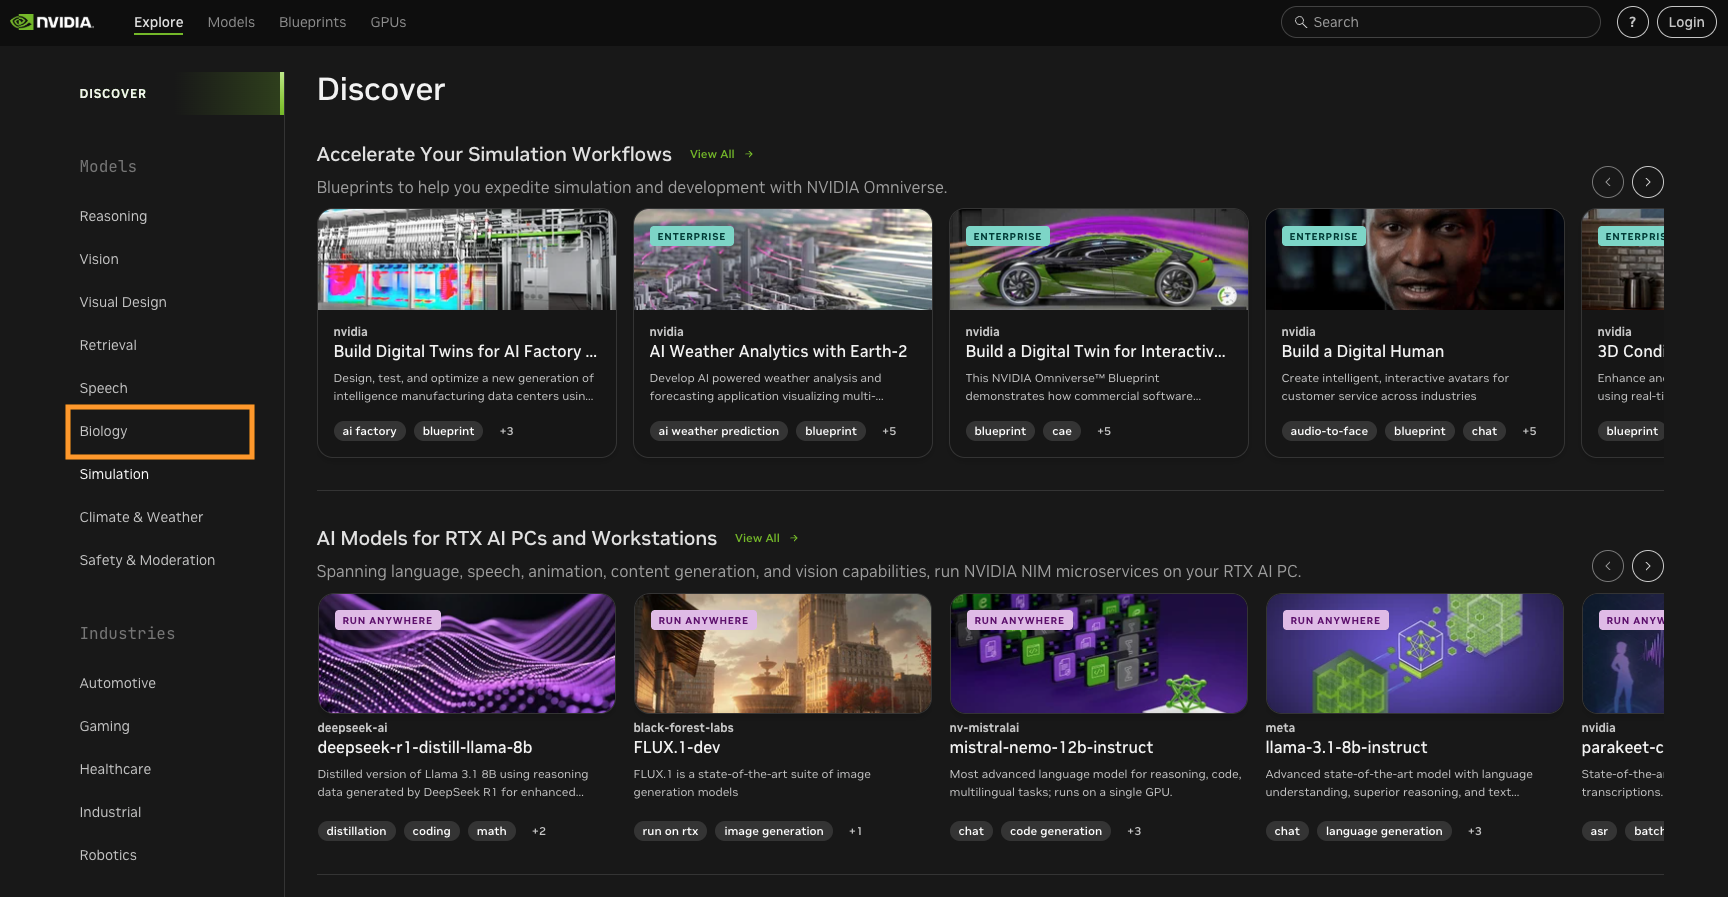 NVIDIA.
Explore
Models
Blueprints
GPUs
Search
?
Login
DISCOVER
Models
Reasoning
Vision
Visual Design
Retrieval
Speech
Biology
Simulation
Climate & Weather
Safety & Moderation
Industries
Automotive
Gaming
Healthcare
Industrial
Robotics
Discover
Accelerate Your Simulation Workflows
View All →
Blueprints to help you expedite simulation and development with NVIDIA Omniverse.
nvidia
Build Digital Twins for AI Factory ...
Design, test, and optimize a new generation of
intelligence manufacturing data centers usin...
ai factory
blueprint
+3
ENTERPRISE
nvidia
AI Weather Analytics with Earth-2
Develop AI powered weather analysis and
forecasting application visualizing multi-...
ai weather prediction
blueprint
+5
ENTERPRISE
nvidia
Build a Digital Twin for Interactiv...
This NVIDIA Omniverse™ Blueprint
demonstrates how commercial software...
blueprint
cae
+5
ENTERPRISE
nvidia
Build a Digital Human
Create intelligent, interactive avatars for
customer service across industries
audio-to-face
blueprint
chat
+5
ENTERPRIS
nvidia
3D Condi
Enhance an
using real-ti
blueprint
AI Models for RTX AI PCs and Workstations
View All →
Spanning language, speech, animation, content generation, and vision capabilities, run NVIDIA NIM microservices on your RTX AI PC.
RUN ANYWHERE
deepseek-ai
deepseek-r1-distill-llama-8b
Distilled version of Llama 3.1 8B using reasoning
data generated by DeepSeek R1 for enhanced...
distillation
coding
math
+2
RUN ANYWHERE
black-forest-labs
FLUX.1-dev
FLUX.1 is a state-of-the-art suite of image
generation models
run on rtx
image generation
+1
RUN ANYWHERE
nv-mistralai
mistral-nemo-12b-instruct
Most advanced language model for reasoning, code,
multilingual tasks; runs on a single GPU.
chat
code generation
+3
RUN ANYWHERE
meta
llama-3.1-8b-instruct
Advanced state-of-the-art model with language
understanding, superior reasoning, and text...
chat
language generation
+3
RUN ANYW
nvidia
parakeet-c
State-of-the-a
transcriptions.
asr
batch